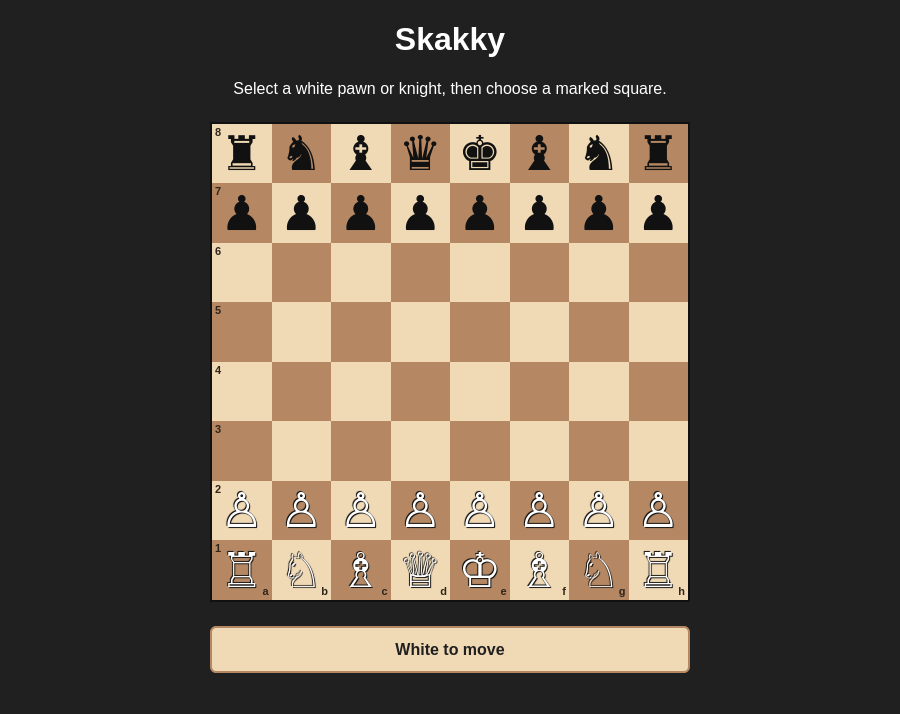 Skakky
Select a white pawn or knight, then choose a marked square.
8
7
6
5
4
3
2
1
a b c d e f g h
White to move